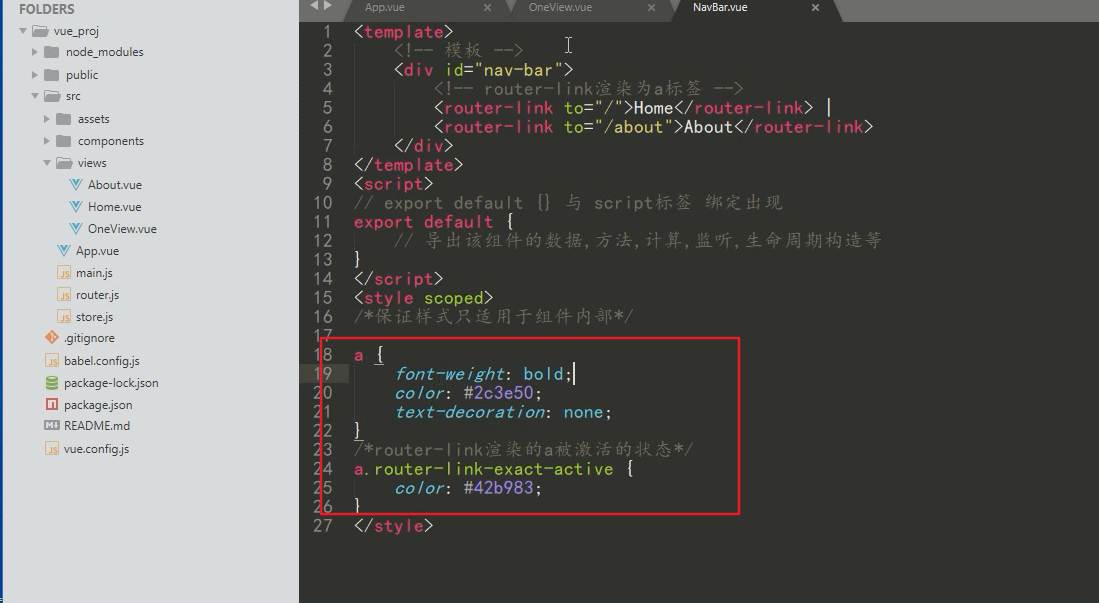 FOLDERS
vue_proj
node_modules
public
src
assets
components
views
About.vue
Home.vue
OneView.vue
App.vue
main.js
router.js
store.js
.gitignore
babel.config.js
package-lock.json
package.json
README.md
vue.config.js
App.vue
OneView.vue
NavBar.vue
1 <template>
2 <!-- 模板 -->
3 <div id="nav-bar">
4 <!-- router-link渲染为a标签 -->
5 <router-link to="/">Home</router-link> |
6 <router-link to="/about">About</router-link>
7 </div>
8 </template>
9 <script>
10 // export default {} 与 script标签 绑定出现
11 export default {
12 // 导出该组件的数据,方法,计算,监听,生命周期构造等
13 }
14 </script>
15 <style scoped>
16 /*保证样式只适用于组件内部*/
17
18 a {
19 font-weight: bold;
20 color: #2c3e50;
21 text-decoration: none;
22 }
23 /*router-link渲染的a被激活的状态*/
24 a.router-link-exact-active {
25 color: #42b983;
26 }
27 </style>